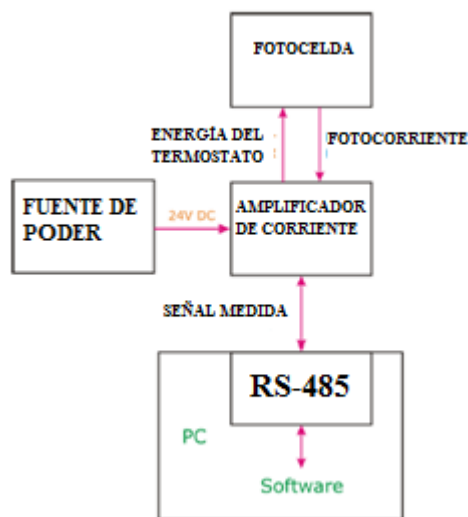 FOTOCELDA
ENERGÍA DEL
TERMOSTATO
FOTOCORRIENTE
FUENTE DE
PODER
24V DC
AMPLIFICADOR
DE CORRIENTE
SEÑAL MEDIDA
RS-485
PC
Software